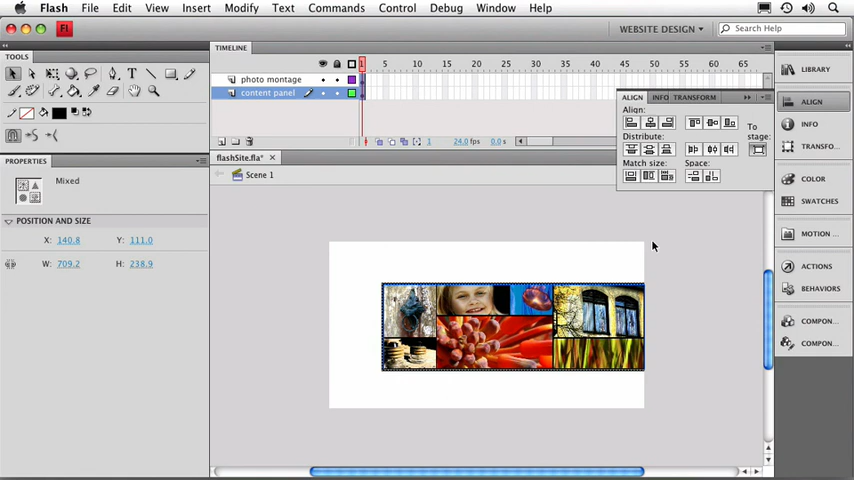 Flash File Edit View Insert Modify Text Commands Control Debug Window Help
Fl WEBSITE DESIGN Search Help
TOOLS
TIMELINE
1 5 10 15 20 25 30 35 40 45 50 55 60 65
photo montage
content panel
1 24.0 fps 0.0 s
flashSite.fla*
Scene 1
ALIGN INFO TRANSFORM
Align:
Distribute:
To stage:
Match size: Space:
PROPERTIES
Mixed
POSITION AND SIZE
X: 140.8 Y: 111.0
W: 709.2 H: 238.9
LIBRARY
ALIGN
INFO
TRANSFO...
COLOR
SWATCHES
MOTION ...
ACTIONS
BEHAVIORS
COMPON...
COMPON...